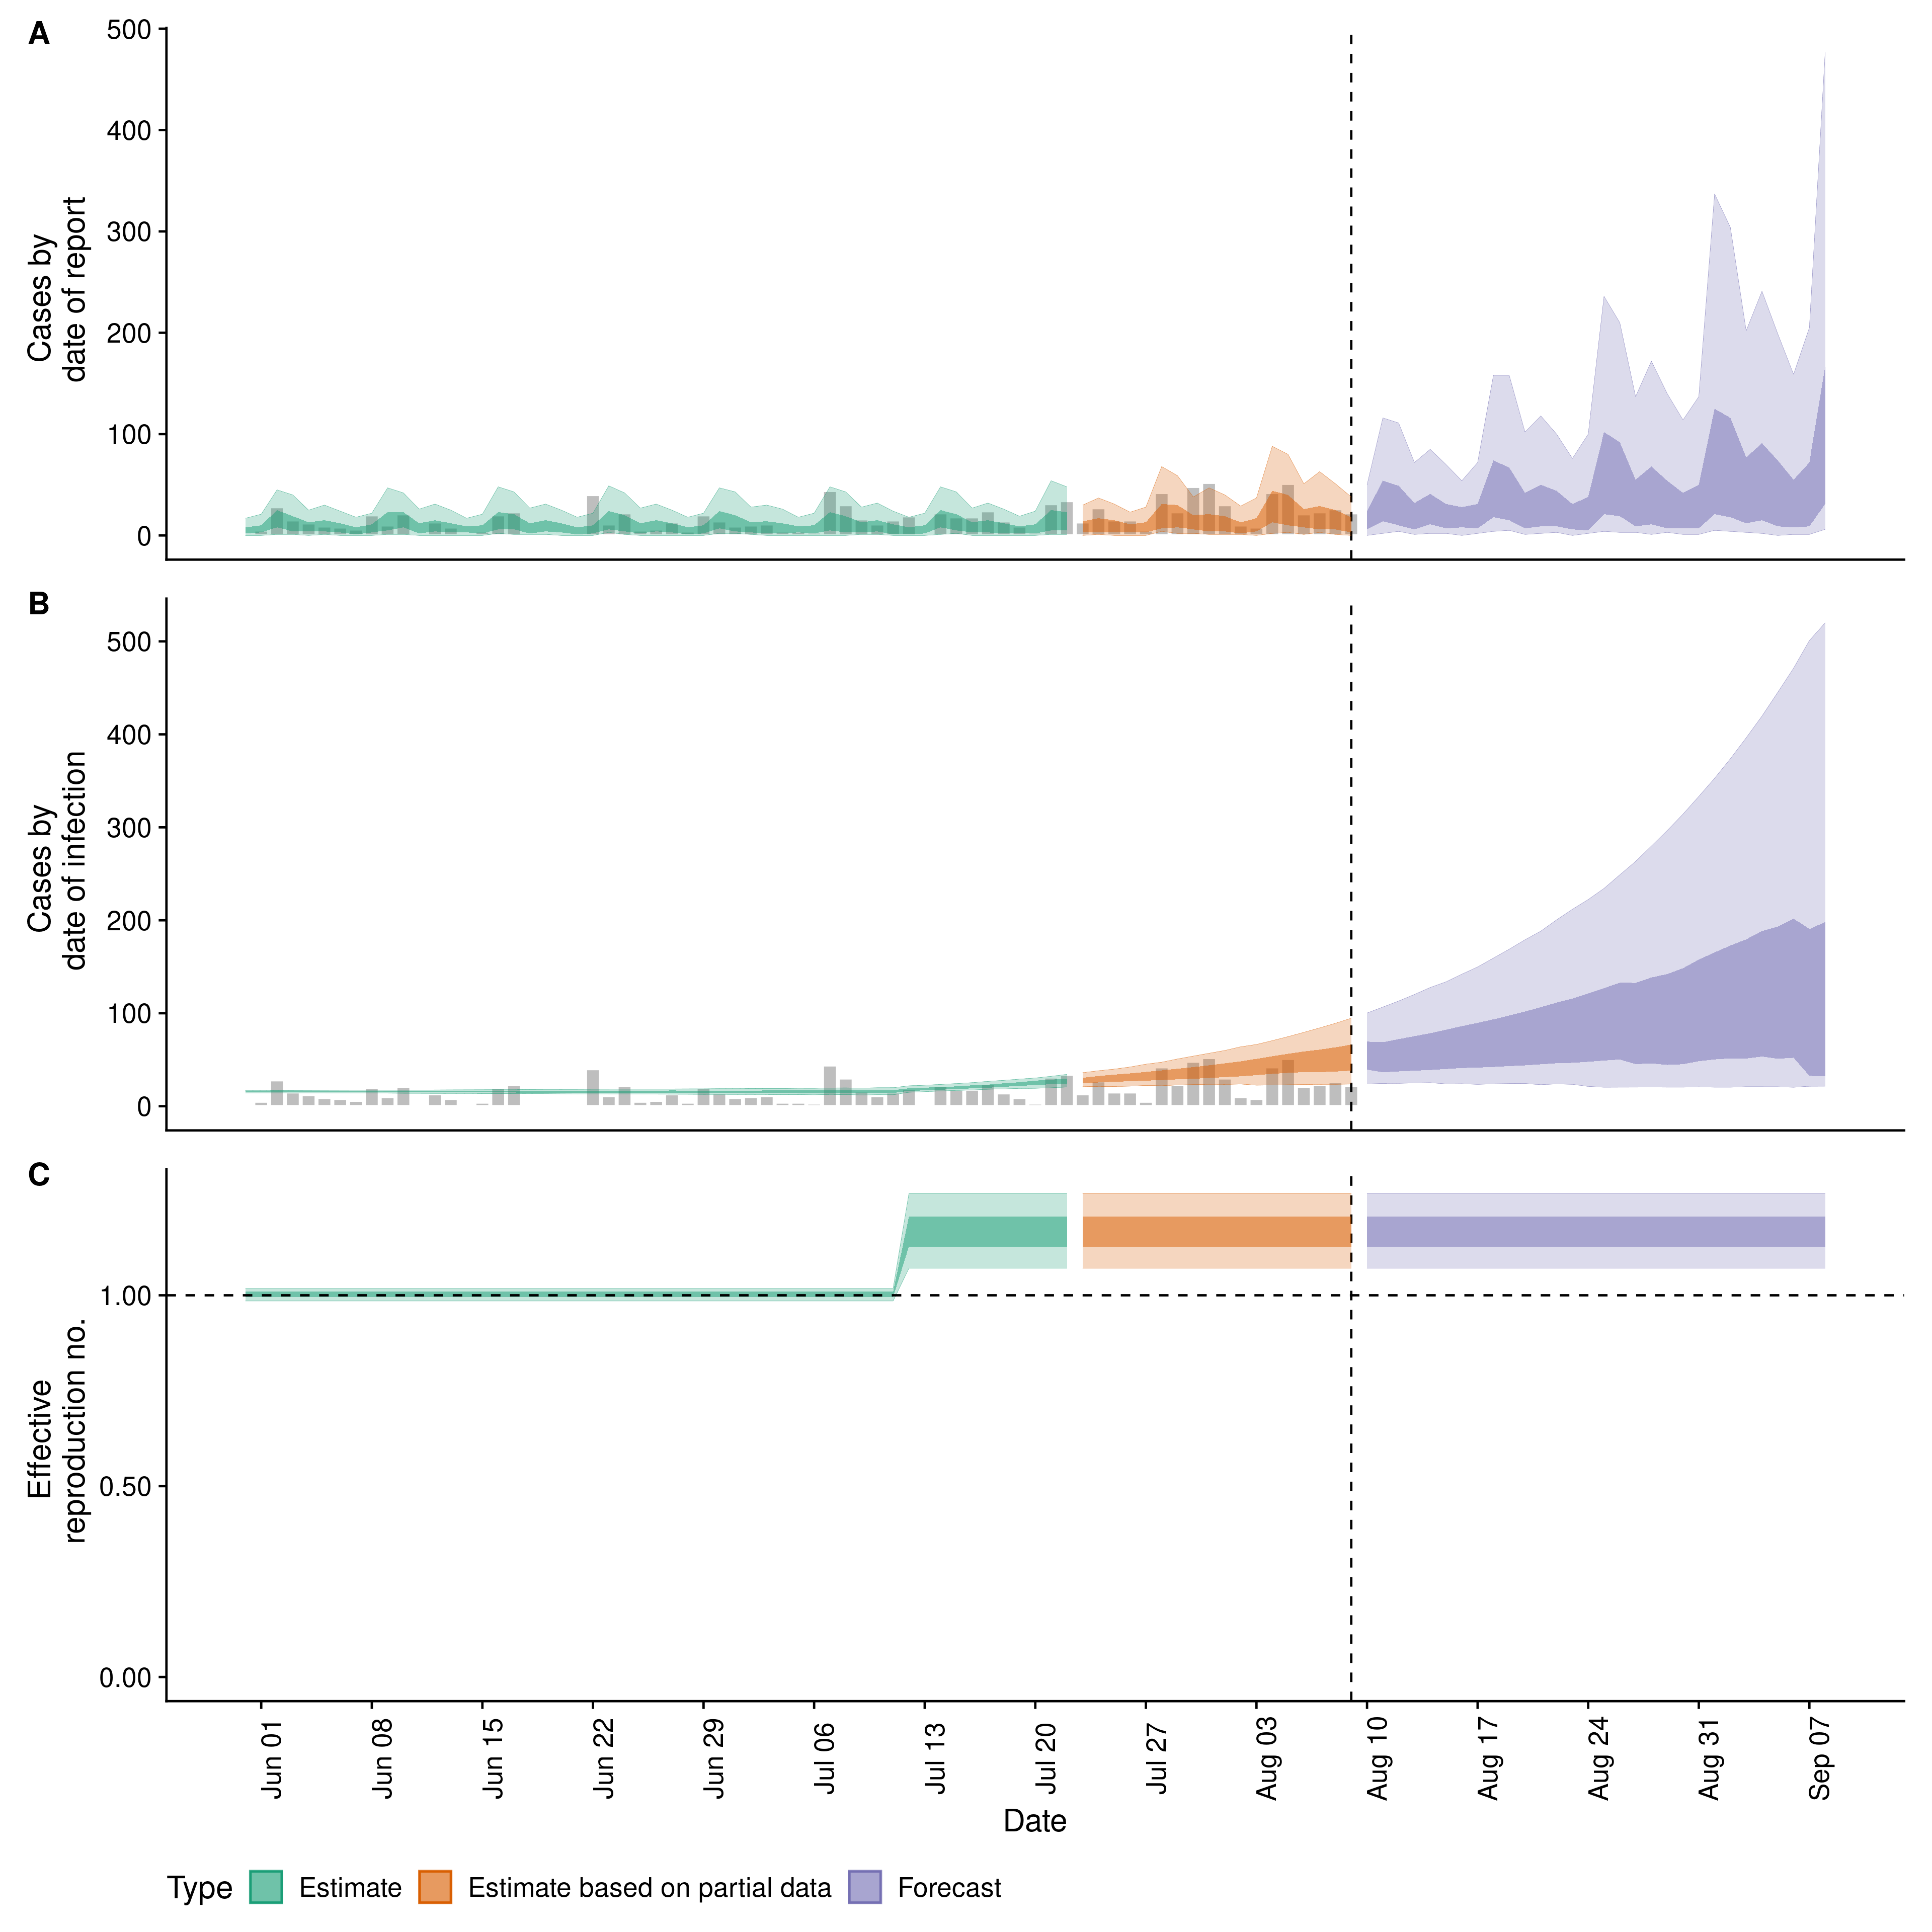 A
Cases by
date of report
500
400
300
200
100
0
B
Cases by
date of infection
500
400
300
200
100
0
C
Effective
reproduction no.
1.00
0.50
0.00
Jun 01
Jun 08
Jun 15
Jun 22
Jun 29
Jul 06
Jul 13
Jul 20
Jul 27
Aug 03
Aug 10
Aug 17
Aug 24
Aug 31
Sep 07
Date
Type Estimate Estimate based on partial data Forecast